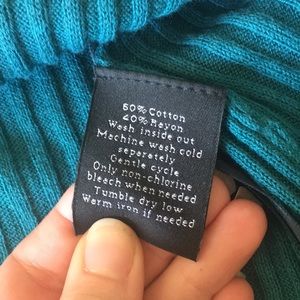 60% Cotton
40% Rayon
Wash inside out
Machine wash cold
separately
Gentle cycle
Only non-chlorine
bleach when needed
Tumble dry low
Warm iron if needed